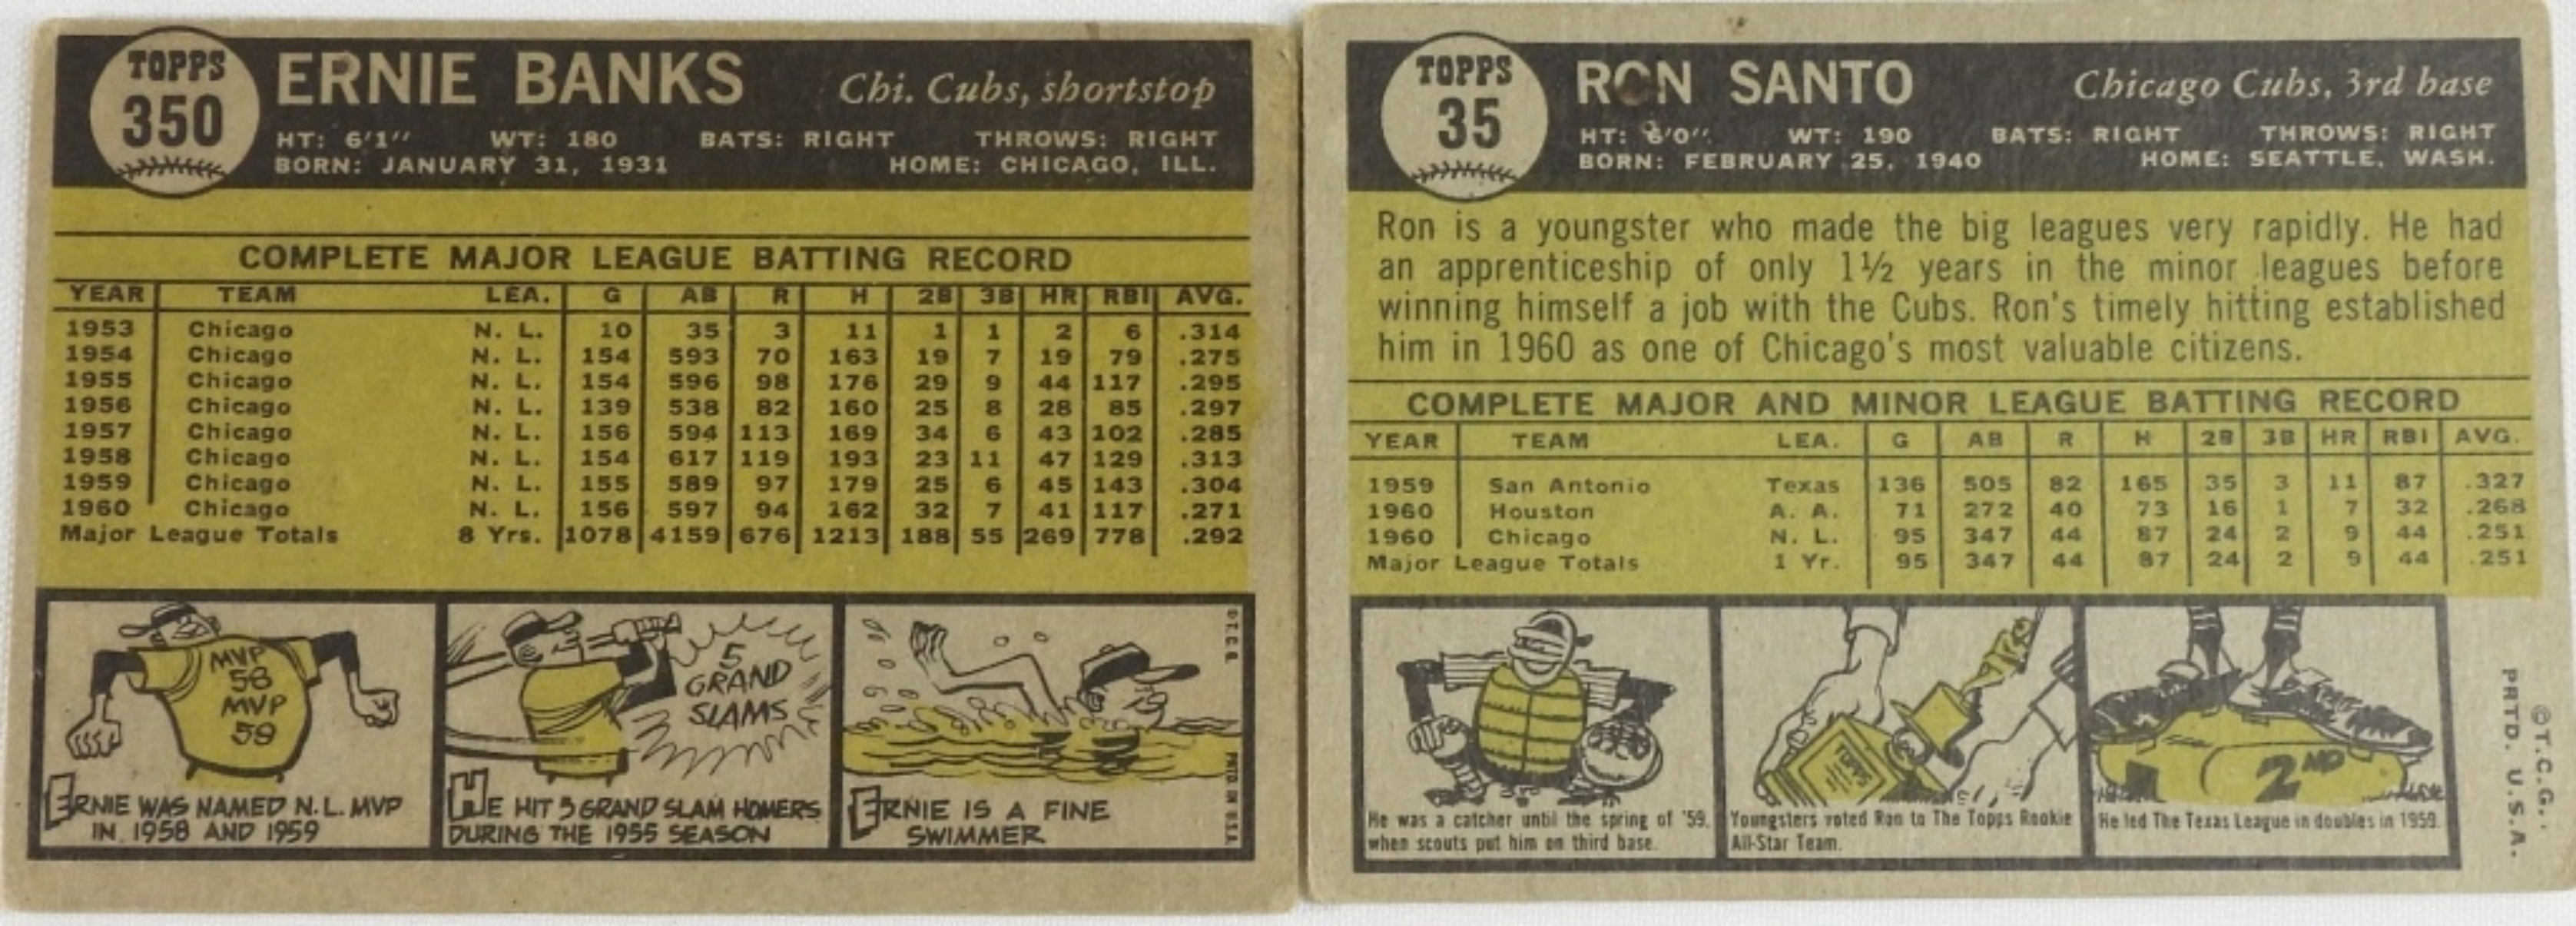 TOPPS
350
ERNIE BANKS
Chi. Cubs, shortstop
HT: 6'1'' WT: 180 BATS: RIGHT THROWS: RIGHT
BORN: JANUARY 31, 1931 HOME: CHICAGO, ILL.
COMPLETE MAJOR LEAGUE BATTING RECORD
YEAR TEAM LEA. G AB R H 2B 3B HR RBI AVG.
1953 Chicago N. L. 10 35 3 11 1 1 2 6 .314
1954 Chicago N. L. 154 593 70 163 19 7 19 79 .275
1955 Chicago N. L. 154 596 98 176 29 9 44 117 .295
1956 Chicago N. L. 139 538 82 160 25 8 28 85 .297
1957 Chicago N. L. 156 594 113 169 34 6 43 102 .285
1958 Chicago N. L. 154 617 119 193 23 11 47 129 .313
1959 Chicago N. L. 155 589 97 179 25 6 45 143 .304
1960 Chicago N. L. 156 597 94 162 32 7 41 117 .271
Major League Totals 8 Yrs. 1078 4159 676 1213 188 55 269 778 .292
MVP
58
MVP
59
ERNIE WAS NAMED N.L. MVP
IN 1958 AND 1959
5
GRAND
SLAMS
HE HIT 5 GRAND SLAM HOMERS
DURING THE 1955 SEASON
ERNIE IS A FINE
SWIMMER
© T. C. G.
PRTD IN U.S.A.
TOPPS
35
RON SANTO
Chicago Cubs, 3rd base
HT: 6'0'' WT: 190 BATS: RIGHT THROWS: RIGHT
BORN: FEBRUARY 25, 1940 HOME: SEATTLE, WASH.
Ron is a youngster who made the big leagues very rapidly. He had
an apprenticeship of only 1½ years in the minor leagues before
winning himself a job with the Cubs. Ron's timely hitting established
him in 1960 as one of Chicago's most valuable citizens.
COMPLETE MAJOR AND MINOR LEAGUE BATTING RECORD
YEAR TEAM LEA. G AB R H 2B 3B HR RBI AVG.
1959 San Antonio Texas 136 505 82 165 35 3 11 87 .327
1960 Houston A. A. 71 272 40 73 16 1 7 32 .268
1960 Chicago N. L. 95 347 44 87 24 2 9 44 .251
Major League Totals 1 Yr. 95 347 44 87 24 2 9 44 .251
He was a catcher until the spring of '59,
when scouts put him on third base.
TOPPS
Youngsters voted Ron to The Topps Rookie
All-Star Team.
2ND
He led The Texas League in doubles in 1959.
©T.C.G.
PRTD. U.S.A.